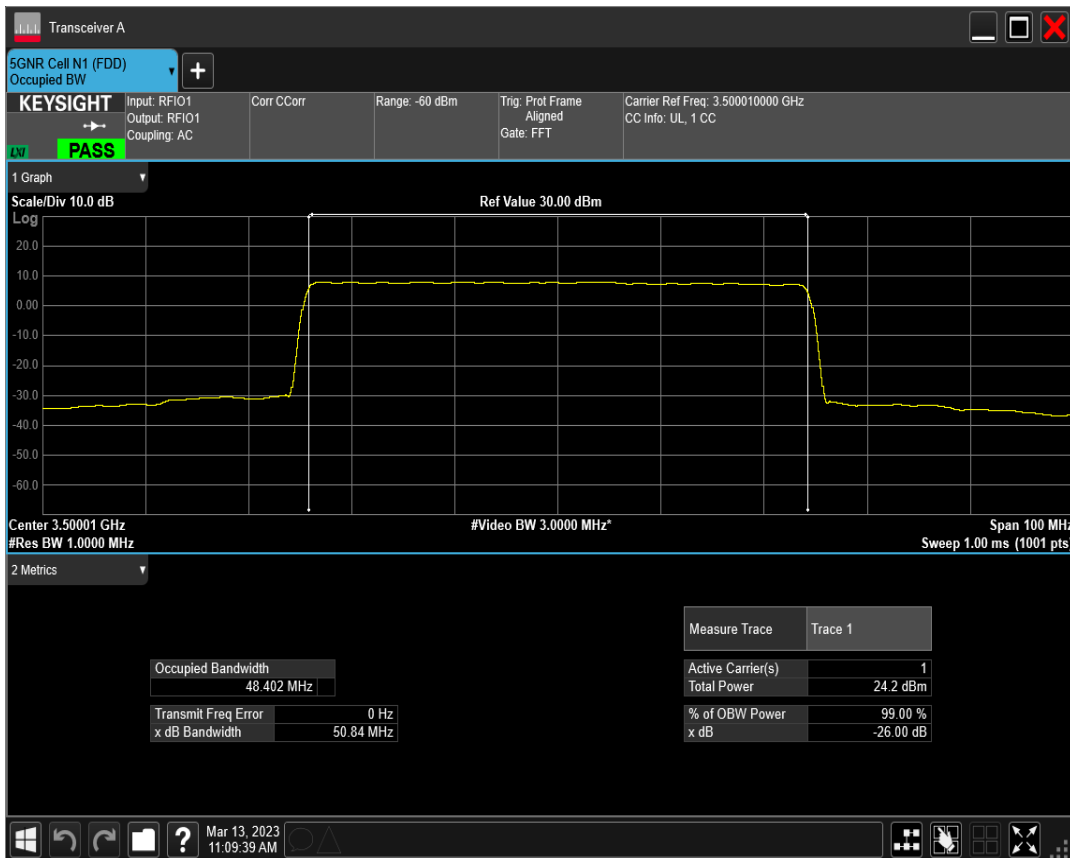 Transceiver A
5GNR Cell N1 (FDD)
Occupied BW
+
KEYSIGHT
LXI
PASS
Input: RFIO1
Output: RFIO1
Coupling: AC
Corr CCorr
Range: -60 dBm
Trig: Prot Frame
Aligned
Gate: FFT
Carrier Ref Freq: 3.500010000 GHz
CC Info: UL, 1 CC
1 Graph
Scale/Div 10.0 dB
Ref Value 30.00 dBm
Log
20.0
10.0
0.00
-10.0
-20.0
-30.0
-40.0
-50.0
-60.0
Center 3.50001 GHz
#Video BW 3.0000 MHz*
Span 100 MHz
#Res BW 1.0000 MHz
Sweep 1.00 ms (1001 pts)
2 Metrics
Measure Trace Trace 1
Occupied Bandwidth
48.402 MHz
Active Carrier(s) 1
Total Power 24.2 dBm
Transmit Freq Error 0 Hz
x dB Bandwidth 50.84 MHz
% of OBW Power 99.00 %
x dB -26.00 dB
?
Mar 13, 2023
11:09:39 AM